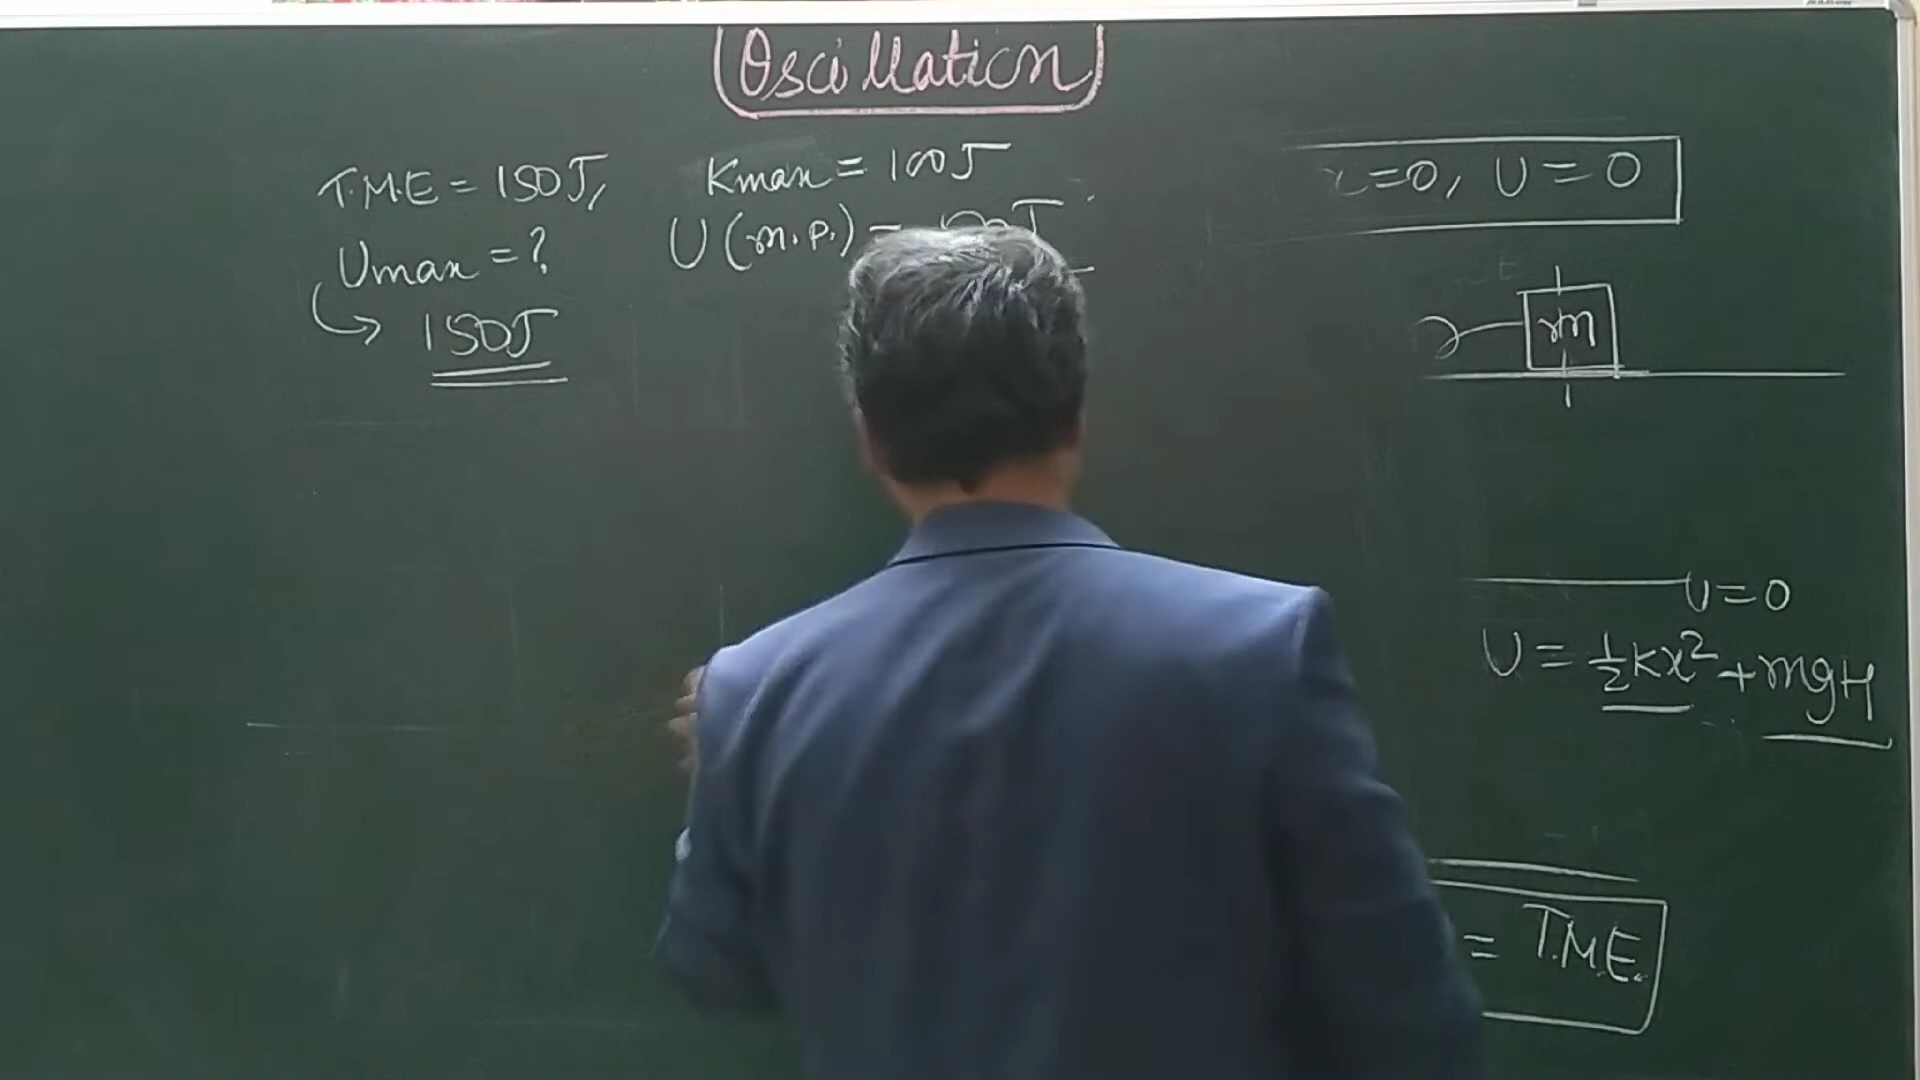 Oscillation
T.M.E = 150J,
Umax = ?
150J
Kmax = 100J
U (m.p.) =
x=0, U = 0
m
U=0
U = ½kx² + mgH
= T.M.E.